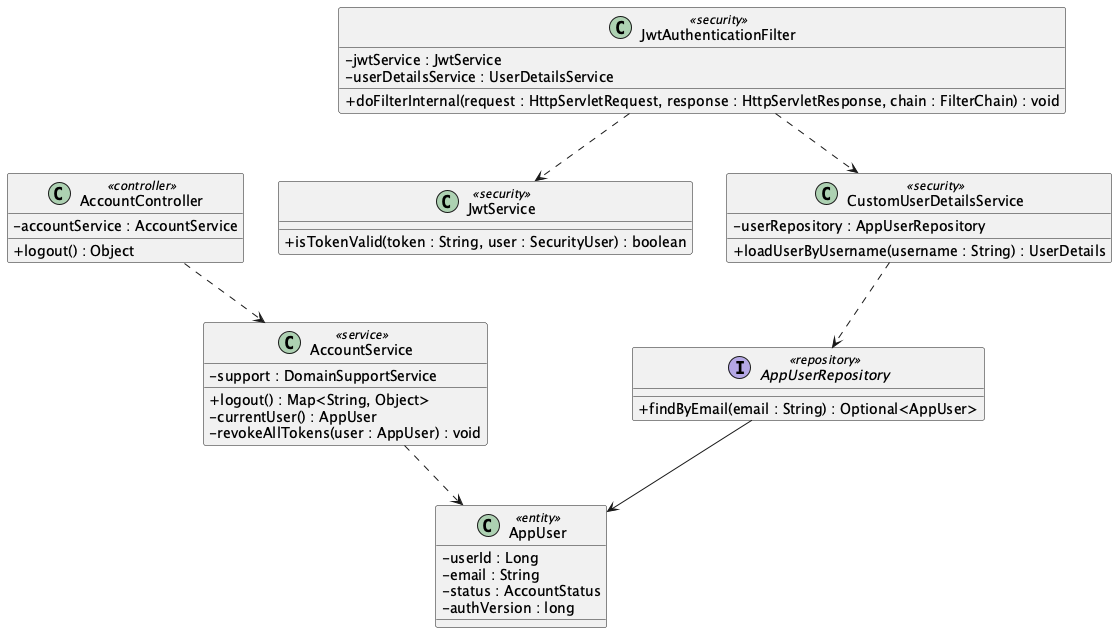 «security»
C JwtAuthenticationFilter
-jwtService : JwtService
-userDetailsService : UserDetailsService
+doFilterInternal(request : HttpServletRequest, response : HttpServletResponse, chain : FilterChain) : void
«controller»
C AccountController
-accountService : AccountService
+logout() : Object
«security»
C JwtService
+isTokenValid(token : String, user : SecurityUser) : boolean
«security»
C CustomUserDetailsService
-userRepository : AppUserRepository
+loadUserByUsername(username : String) : UserDetails
«service»
C AccountService
-support : DomainSupportService
+logout() : Map<String, Object>
-currentUser() : AppUser
-revokeAllTokens(user : AppUser) : void
«repository»
I AppUserRepository
+findByEmail(email : String) : Optional<AppUser>
«entity»
C AppUser
-userId : Long
-email : String
-status : AccountStatus
-authVersion : long